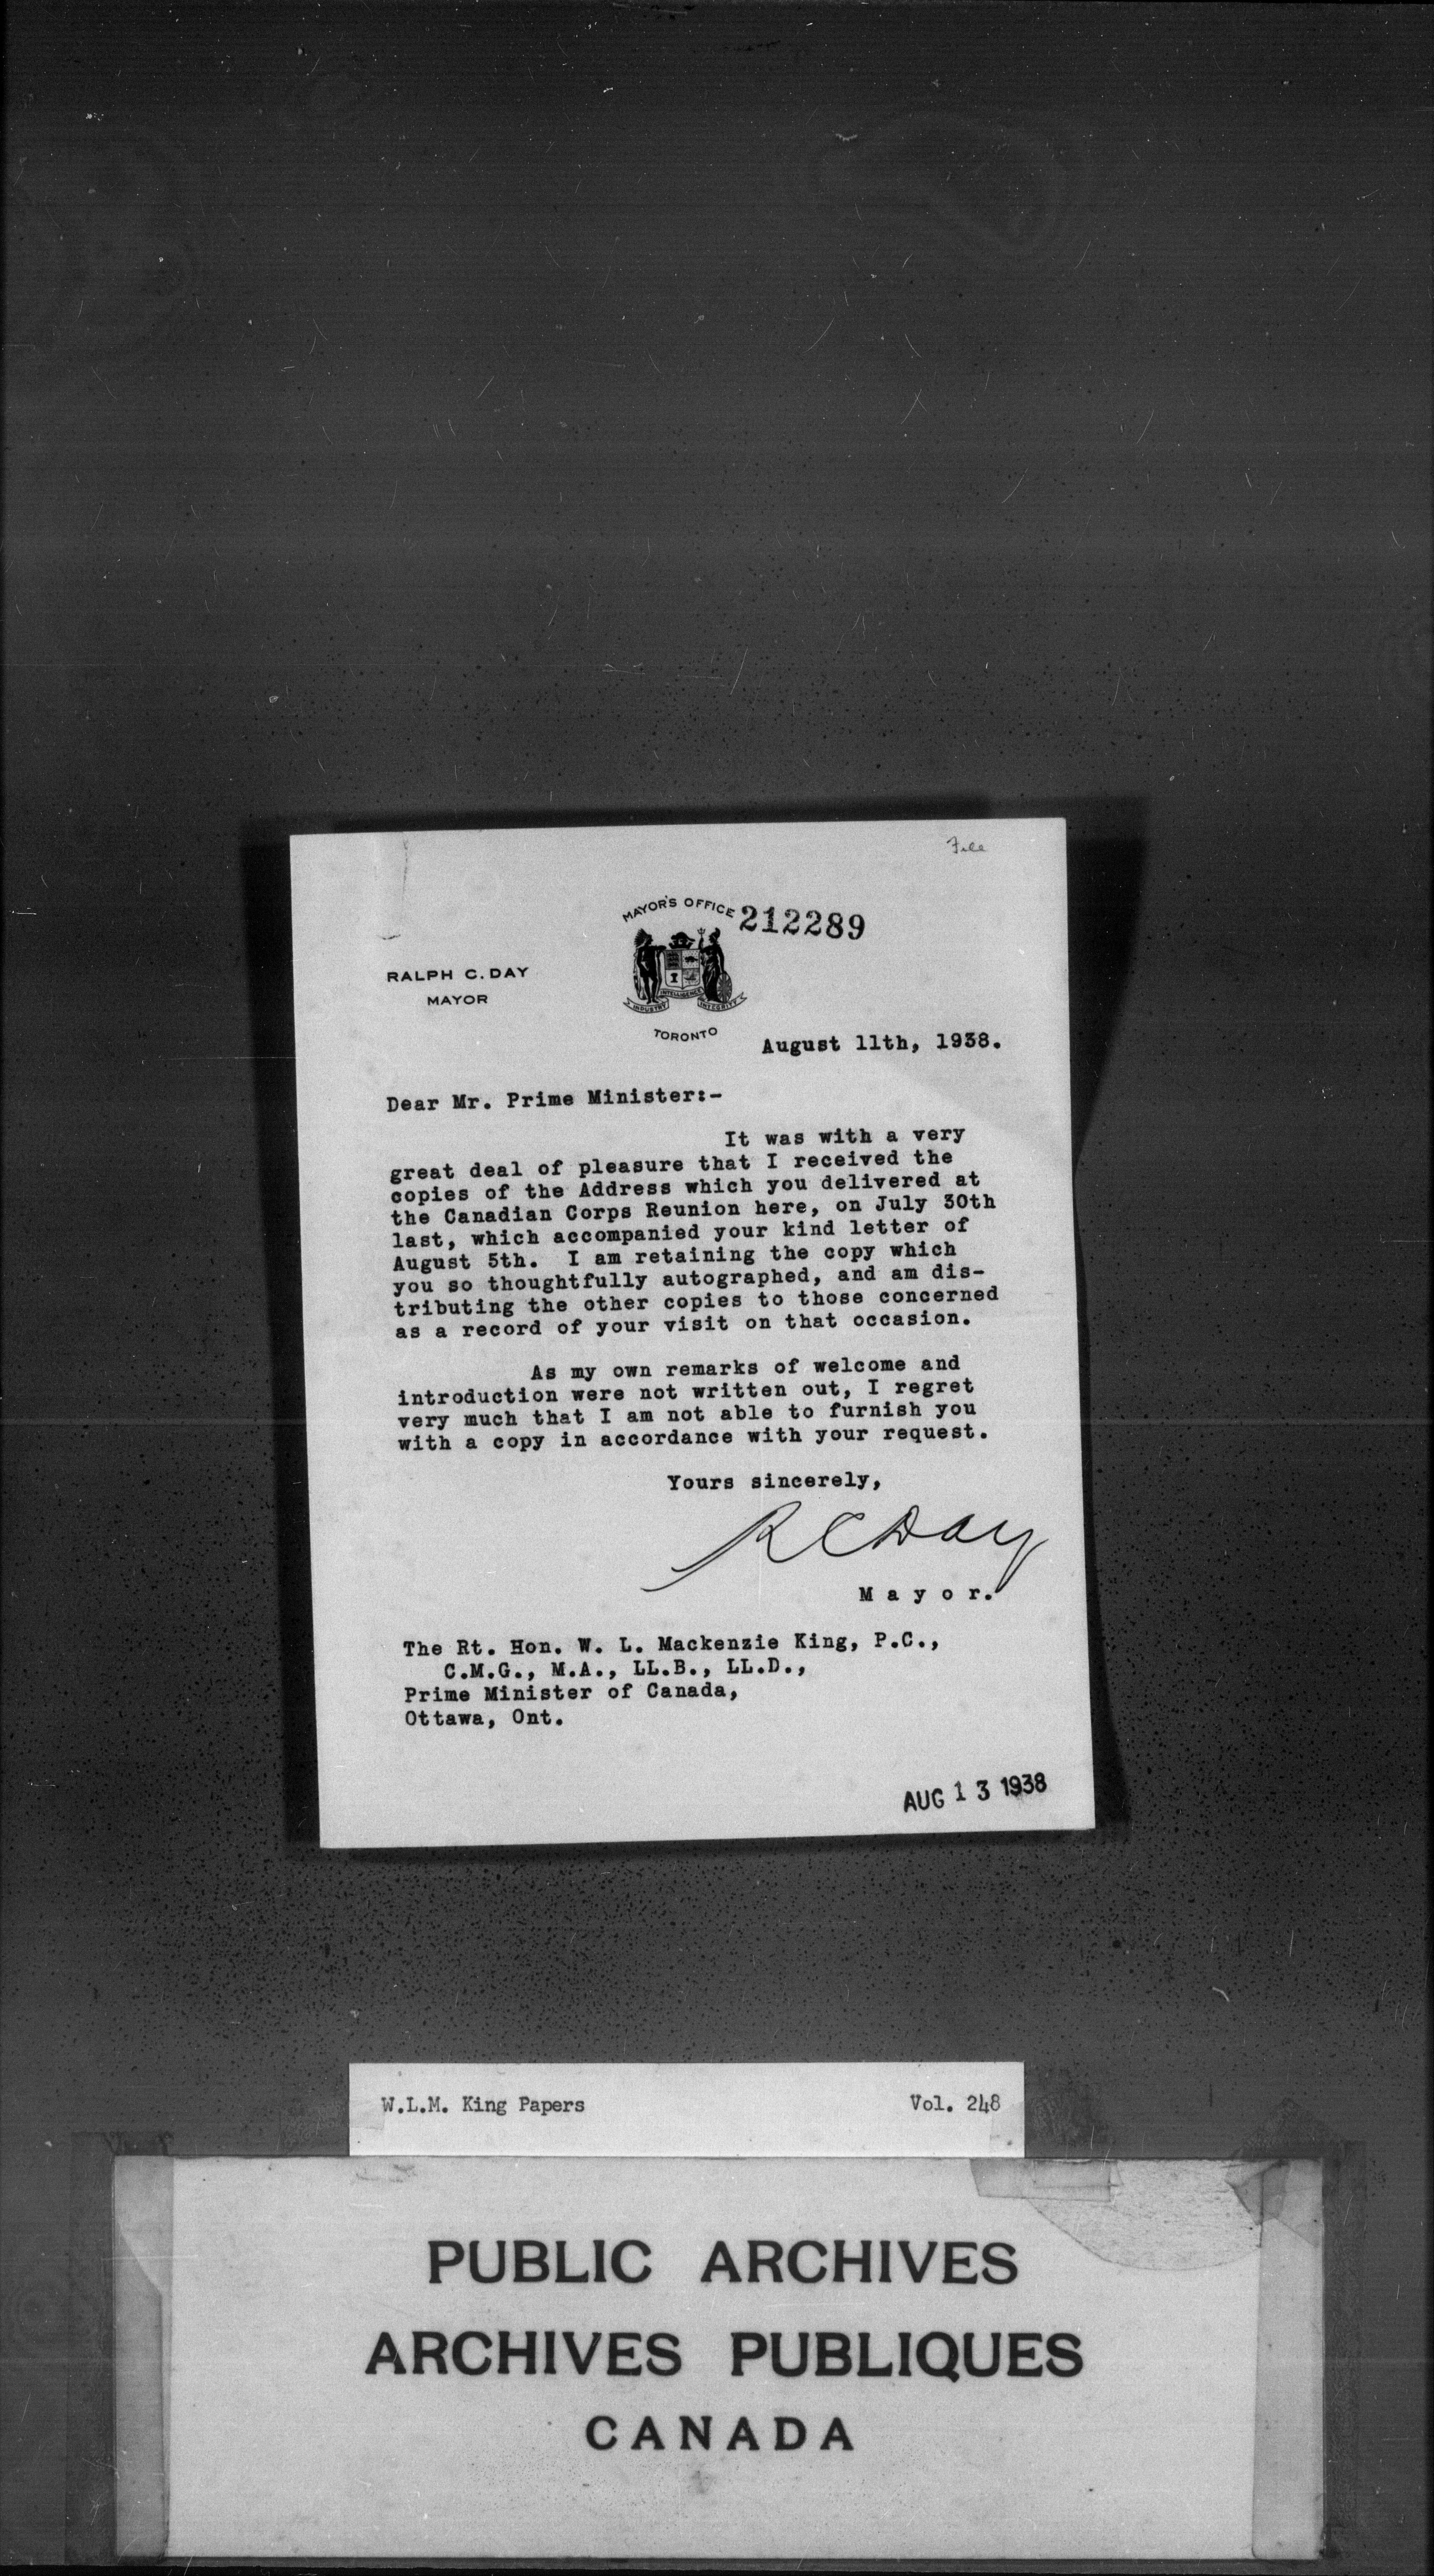 File
MAYOR'S OFFICE
212289
RALPH C. DAY
MAYOR
INDUSTRY INTELLIGENCE INTEGRITY
TORONTO
August 11th, 1938.
Dear Mr. Prime Minister:-
It was with a very
great deal of pleasure that I received the
copies of the Address which you delivered at
the Canadian Corps Reunion here, on July 30th
last, which accompanied your kind letter of
August 5th. I am retaining the copy which
you so thoughtfully autographed, and am dis-
tributing the other copies to those concerned
as a record of your visit on that occasion.
As my own remarks of welcome and
introduction were not written out, I regret
very much that I am not able to furnish you
with a copy in accordance with your request.
Yours sincerely,
R C Day
M a y o r.
The Rt. Hon. W. L. Mackenzie King, P.C.,
C.M.G., M.A., LL.B., LL.D.,
Prime Minister of Canada,
Ottawa, Ont.
AUG 13 1938
W.L.M. King Papers Vol. 248
PUBLIC ARCHIVES
ARCHIVES PUBLIQUES
CANADA